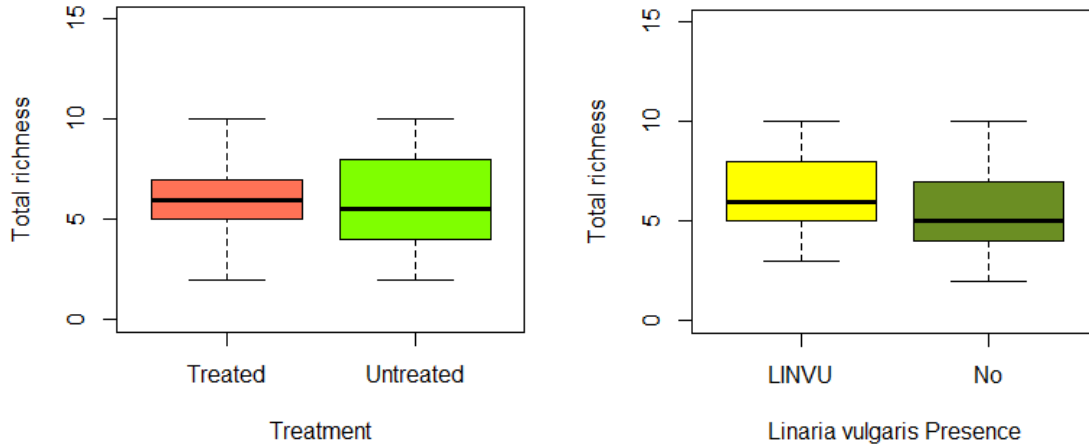 Total richness
15
10
5
0
Treated Untreated
Treatment
Total richness
15
10
5
0
LINVU No
Linaria vulgaris Presence